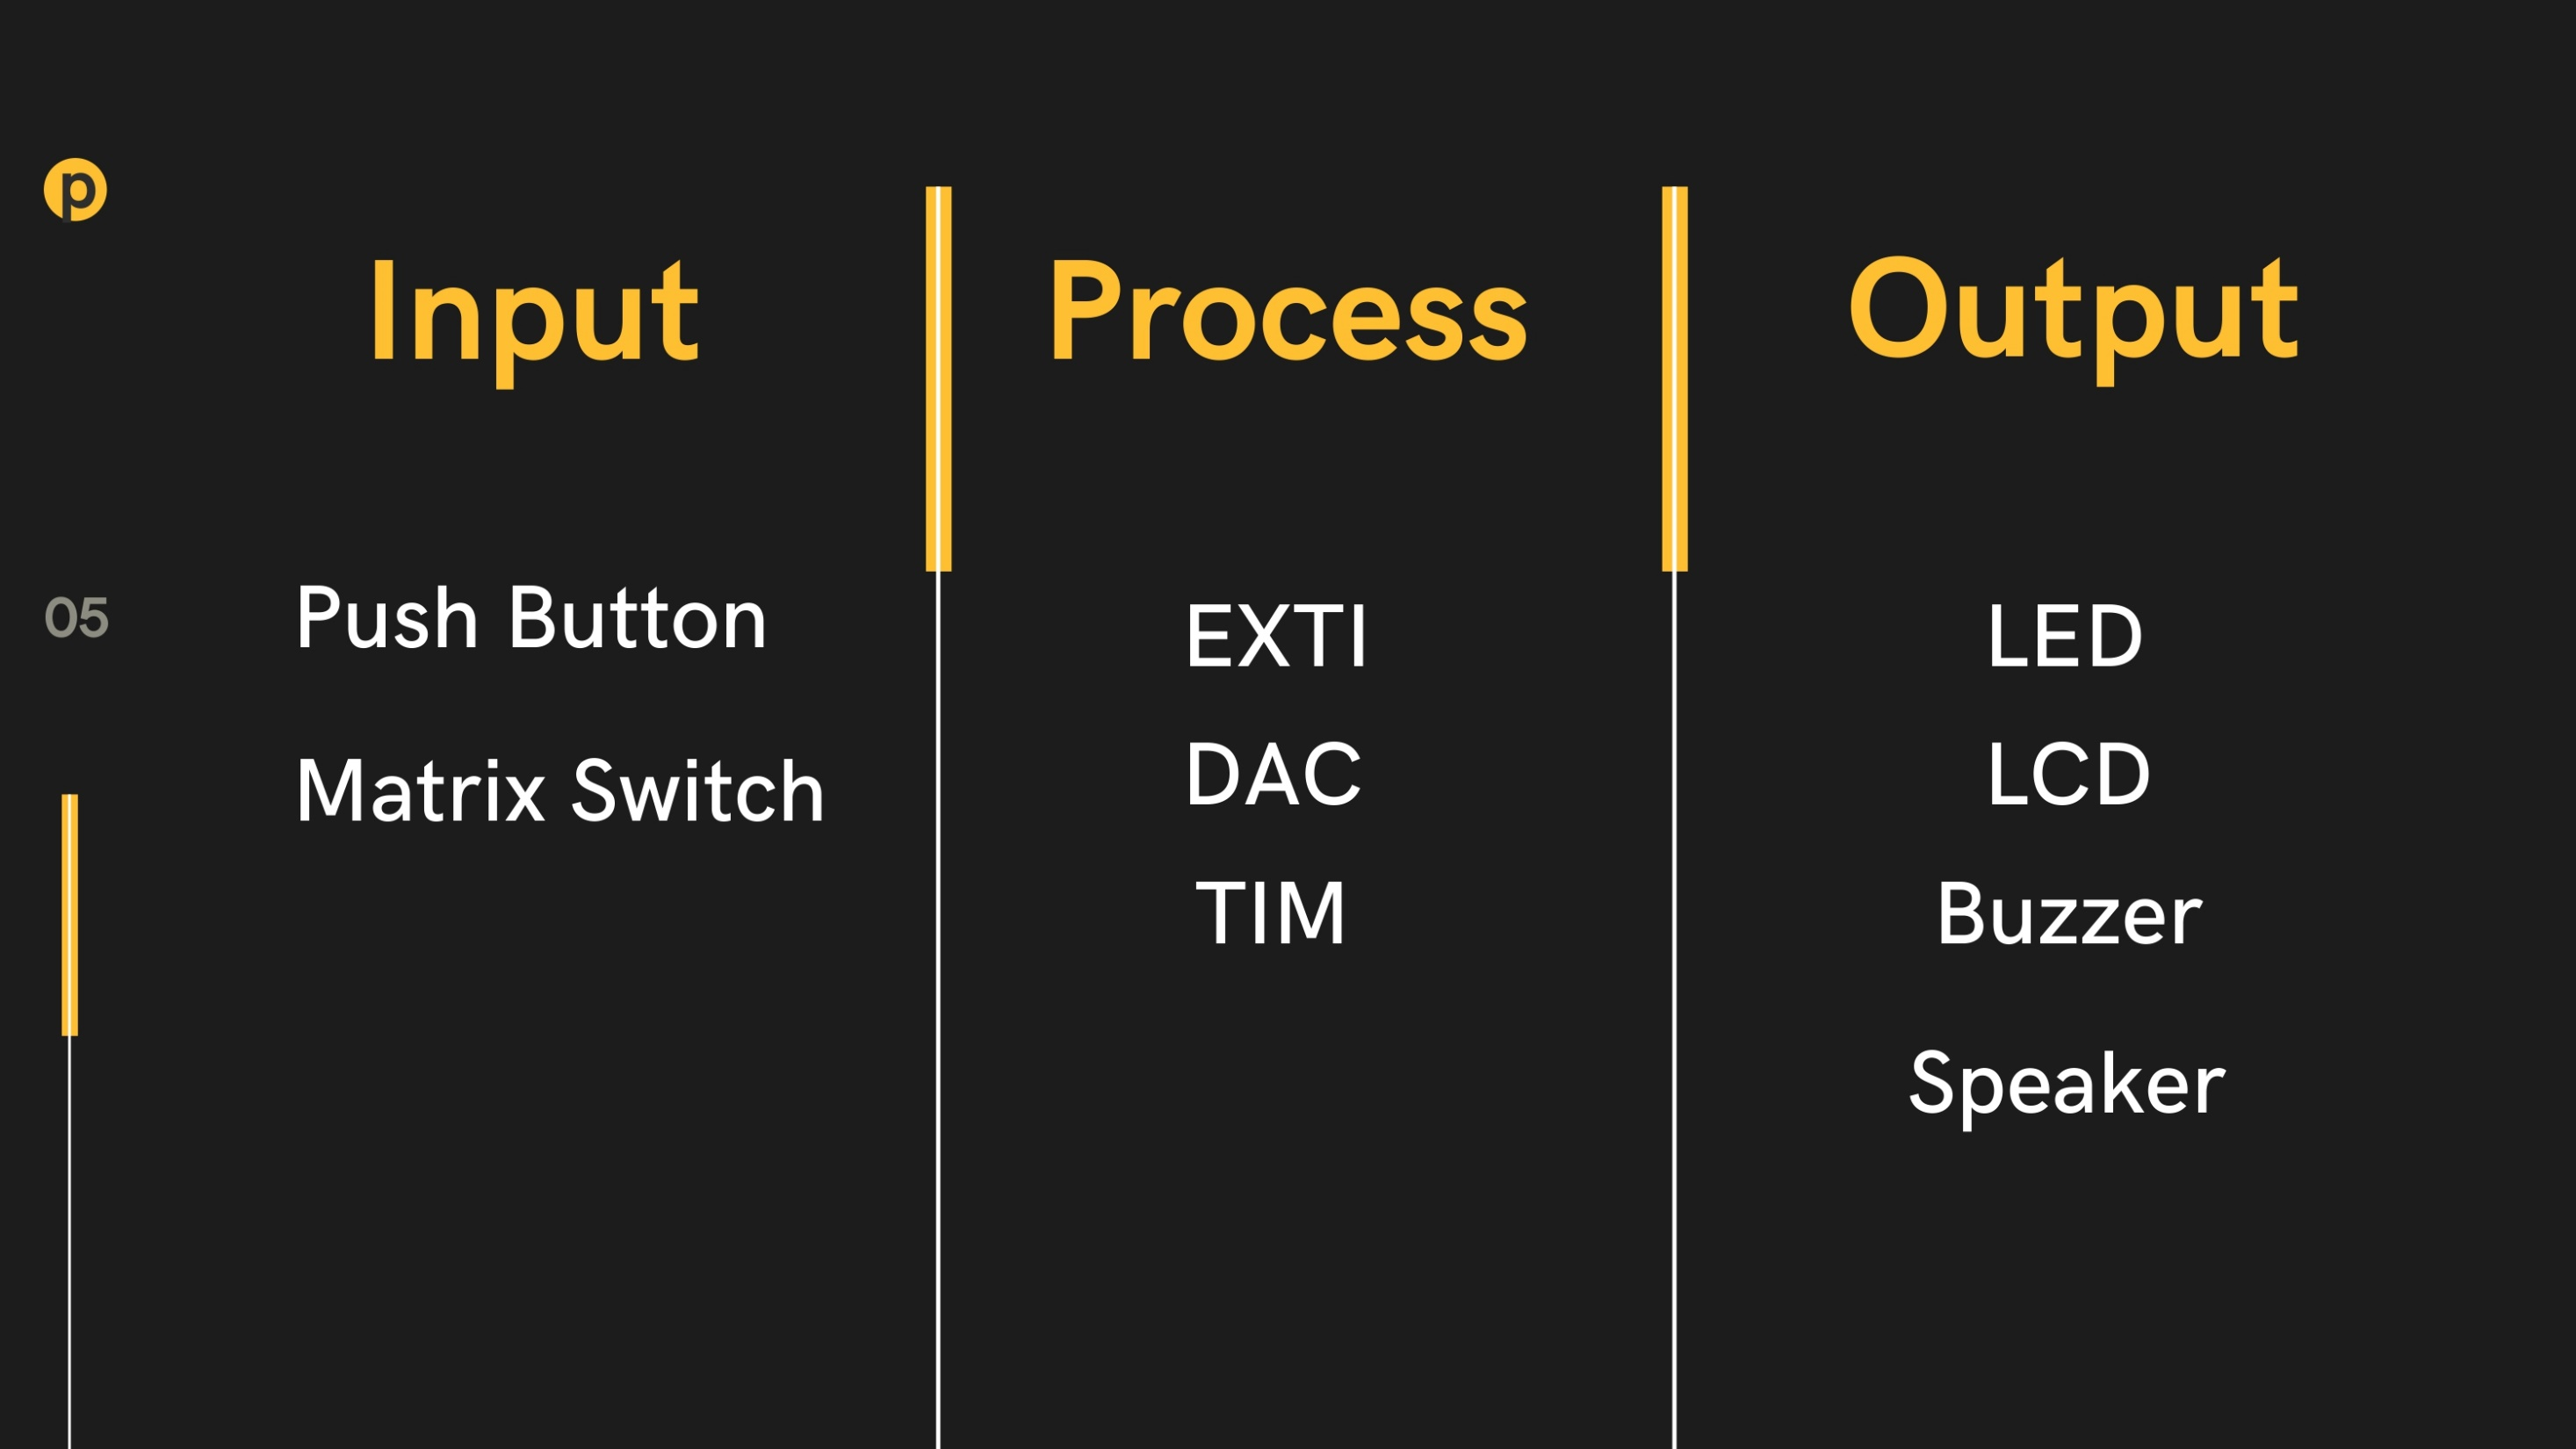 p
Input
Process
Output
05
Push Button
Matrix Switch
EXTI
DAC
TIM
LED
LCD
Buzzer
Speaker